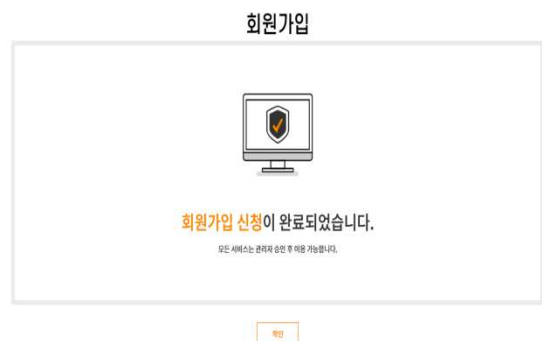 회원가입
회원가입 신청이 완료되었습니다.
모든 서비스는 관리자 승인 후 이용 가능합니다.
확인